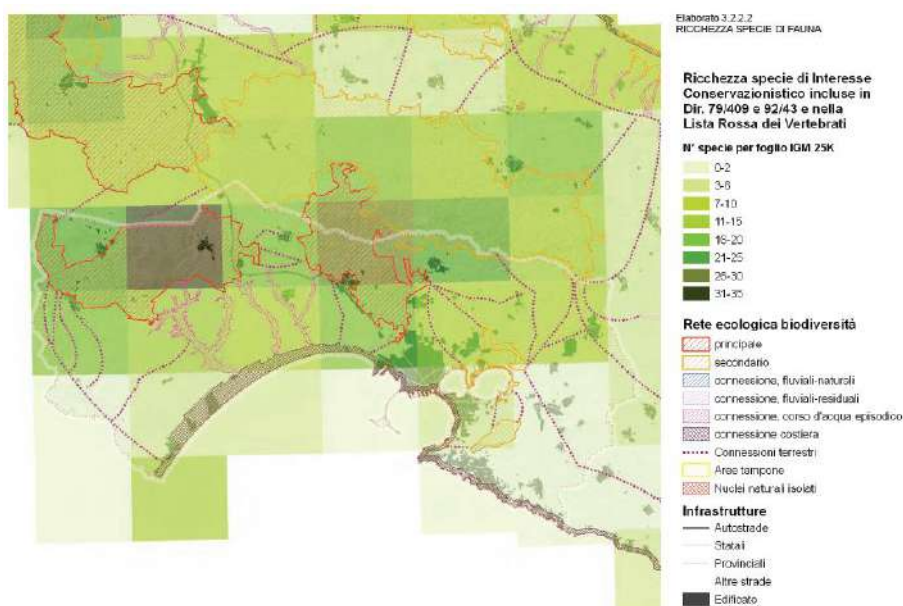 Elaborato 3.2.2.2
RICCHEZZA SPECIE DI FAUNA
Ricchezza specie di Interesse
Conservazionistico incluse in
Dir. 79/409 e 92/43 e nella
Lista Rossa dei Vertebrati
N° specie per foglio IGM 25K
0-2
3-6
7-10
11-15
16-20
21-25
26-30
31-35
Rete ecologica biodiversità
principale
secondario
connessione, fluviali-naturali
connessione, fluviali-residuali
connessione, corso d'acqua episodico
connessione costiera
Connessioni terrestri
Aree tampone
Nuclei naturali isolati
Infrastrutture
Autostrade
Statali
Provinciali
Altre strade
Edificato